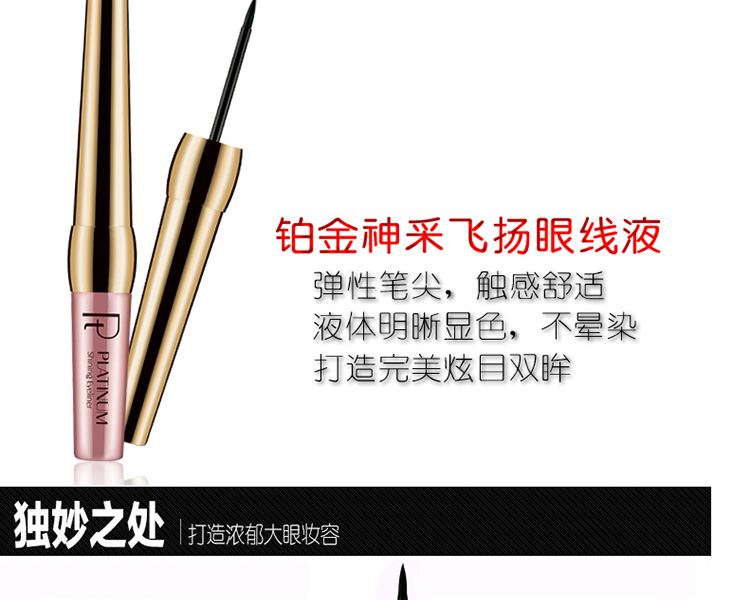 铂金神采飞扬眼线液
弹性笔尖，触感舒适
液体明晰显色，不晕染
打造完美炫目双眸
Pt
PLATINUM
Shining Eyeliner
独妙之处
打造浓郁大眼妆容